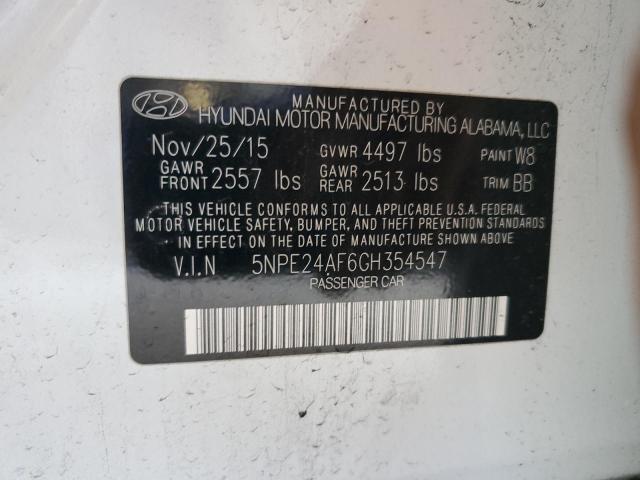 MANUFACTURED BY
HYUNDAI MOTOR MANUFACTURING ALABAMA, LLC
Nov/25/15 GVWR 4497 lbs PAINT W8
GAWR FRONT 2557 lbs GAWR REAR 2513 lbs TRIM BB
THIS VEHICLE CONFORMS TO ALL APPLICABLE U.S.A. FEDERAL
MOTOR VEHICLE SAFETY, BUMPER, AND THEFT PREVENTION STANDARDS
IN EFFECT ON THE DATE OF MANUFACTURE SHOWN ABOVE.
V.I.N 5NPE24AF6GH354547
PASSENGER CAR